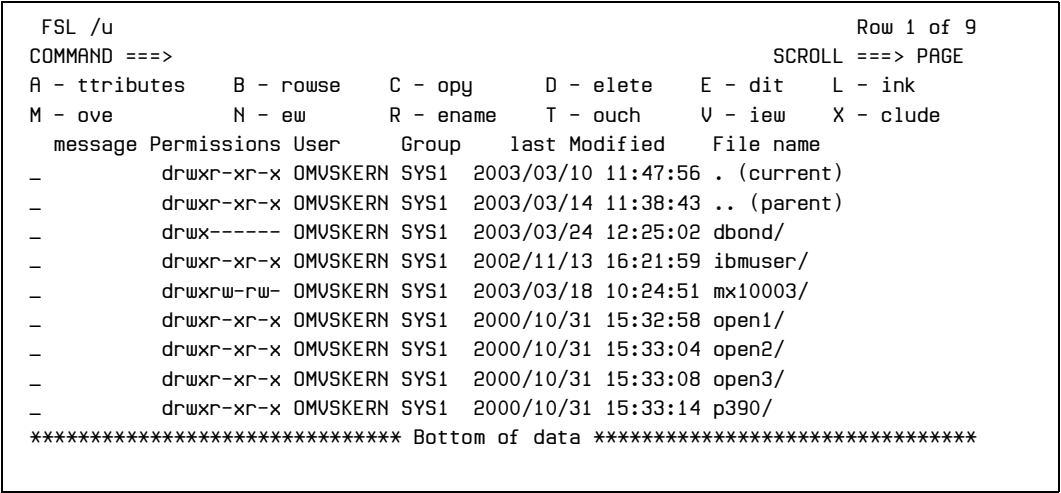 FSL /u Row 1 of 9
COMMAND ===> SCROLL ===> PAGE
A - ttributes B - rowse C - opy D - elete E - dit L - ink
M - ove N - ew R - ename T - ouch V - iew X - clude
message Permissions User Group last Modified File name
_ drwxr-xr-x OMVSKERN SYS1 2003/03/10 11:47:56 . (current)
_ drwxr-xr-x OMVSKERN SYS1 2003/03/14 11:38:43 .. (parent)
_ drwx------ OMVSKERN SYS1 2003/03/24 12:25:02 dbond/
_ drwxr-xr-x OMVSKERN SYS1 2002/11/13 16:21:59 ibmuser/
_ drwxrw-rw- OMVSKERN SYS1 2003/03/18 10:24:51 mx10003/
_ drwxr-xr-x OMVSKERN SYS1 2000/10/31 15:32:58 open1/
_ drwxr-xr-x OMVSKERN SYS1 2000/10/31 15:33:04 open2/
_ drwxr-xr-x OMVSKERN SYS1 2000/10/31 15:33:08 open3/
_ drwxr-xr-x OMVSKERN SYS1 2000/10/31 15:33:14 p390/
******************************* Bottom of data ********************************